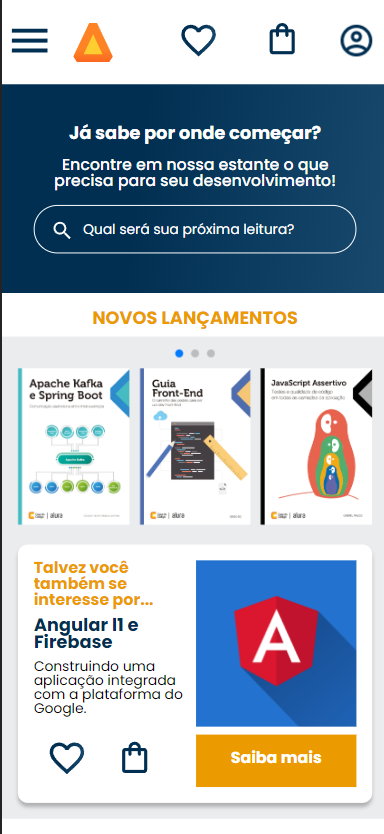 Já sabe por onde começar?
Encontre em nossa estante o que
precisa para seu desenvolvimento!
Qual será sua próxima leitura?
NOVOS LANÇAMENTOS
Apache Kafka
e Spring Boot
Apache Kafka
alura
Guia
Front-End
alura
JavaScript Assertivo
Testes e qualidade de código
em todas as camadas da aplicação
alura
Talvez você
também se
interesse por...
Angular 11 e
Firebase
Construindo uma
aplicação integrada
com a plataforma do
Google.
A
Saiba mais